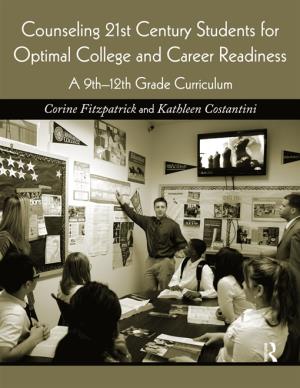 Counseling 21st Century Students for
Optimal College and Career Readiness
A 9th–12th Grade Curriculum
Corine Fitzpatrick and Kathleen Costantini
R